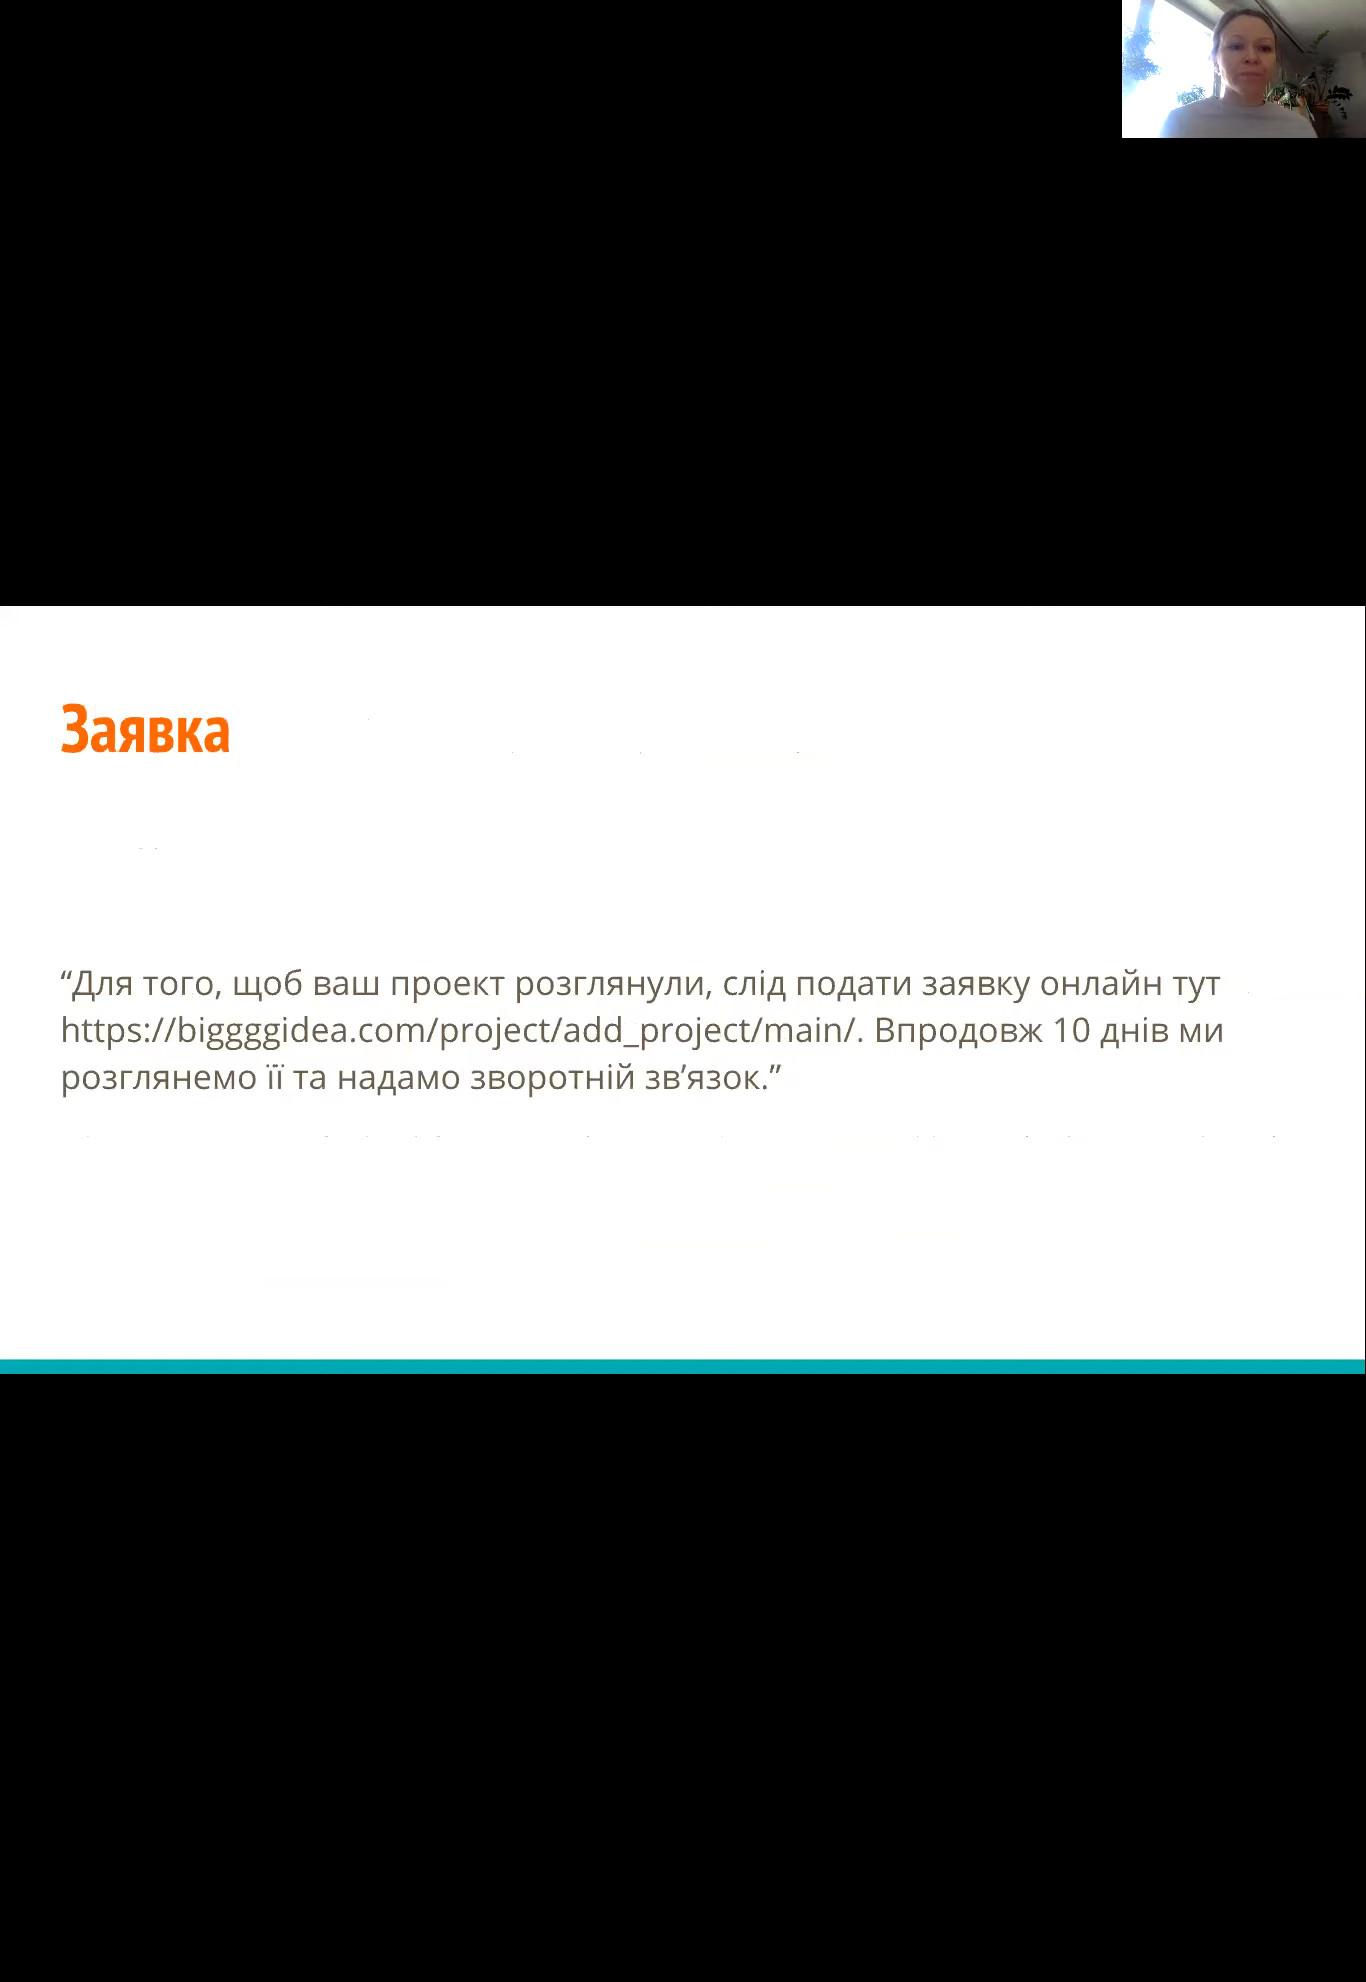 Заявка
“Для того, щоб ваш проект розглянули, слід подати заявку онлайн тут
https://biggggidea.com/project/add_project/main/. Впродовж 10 днів ми
розглянемо її та надамо зворотній зв’язок.”